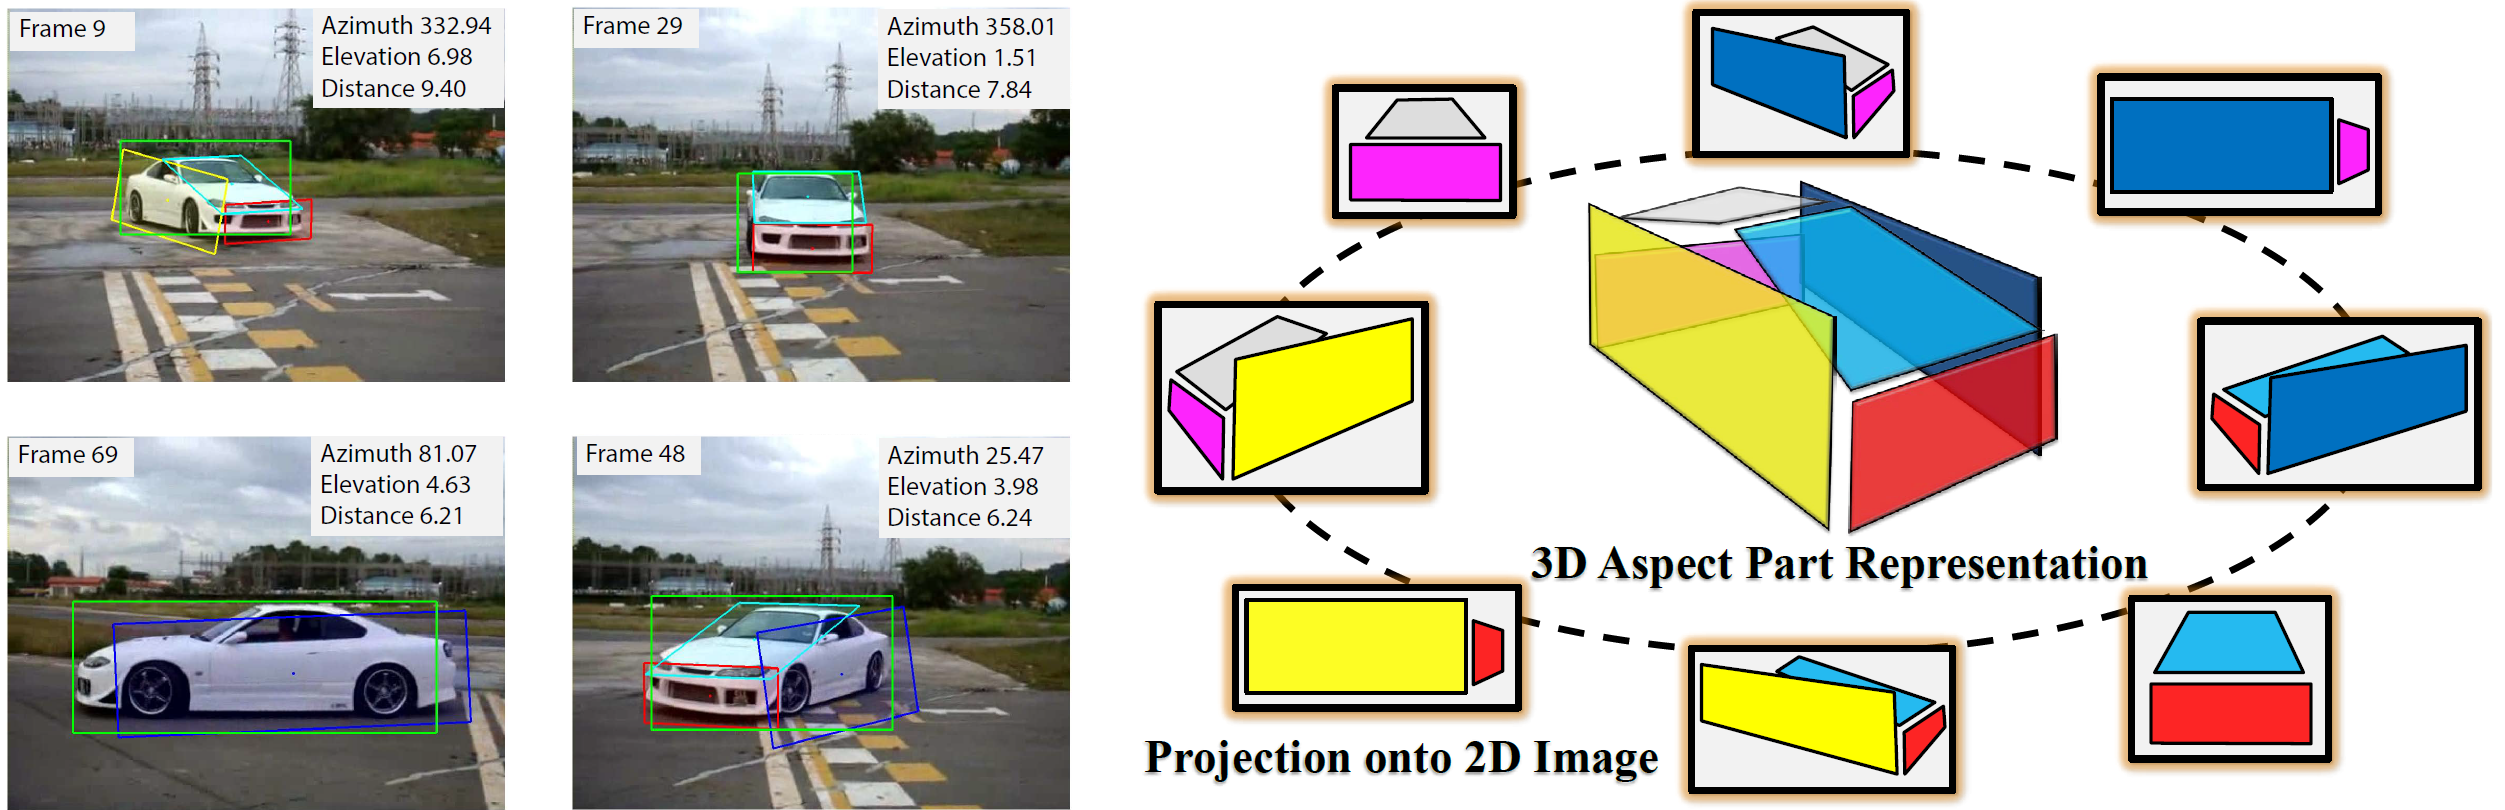 Frame 9
Azimuth 332.94
Elevation 6.98
Distance 9.40
Frame 29
Azimuth 358.01
Elevation 1.51
Distance 7.84
Frame 69
Azimuth 81.07
Elevation 4.63
Distance 6.21
Frame 48
Azimuth 25.47
Elevation 3.98
Distance 6.24
3D Aspect Part Representation
Projection onto 2D Image